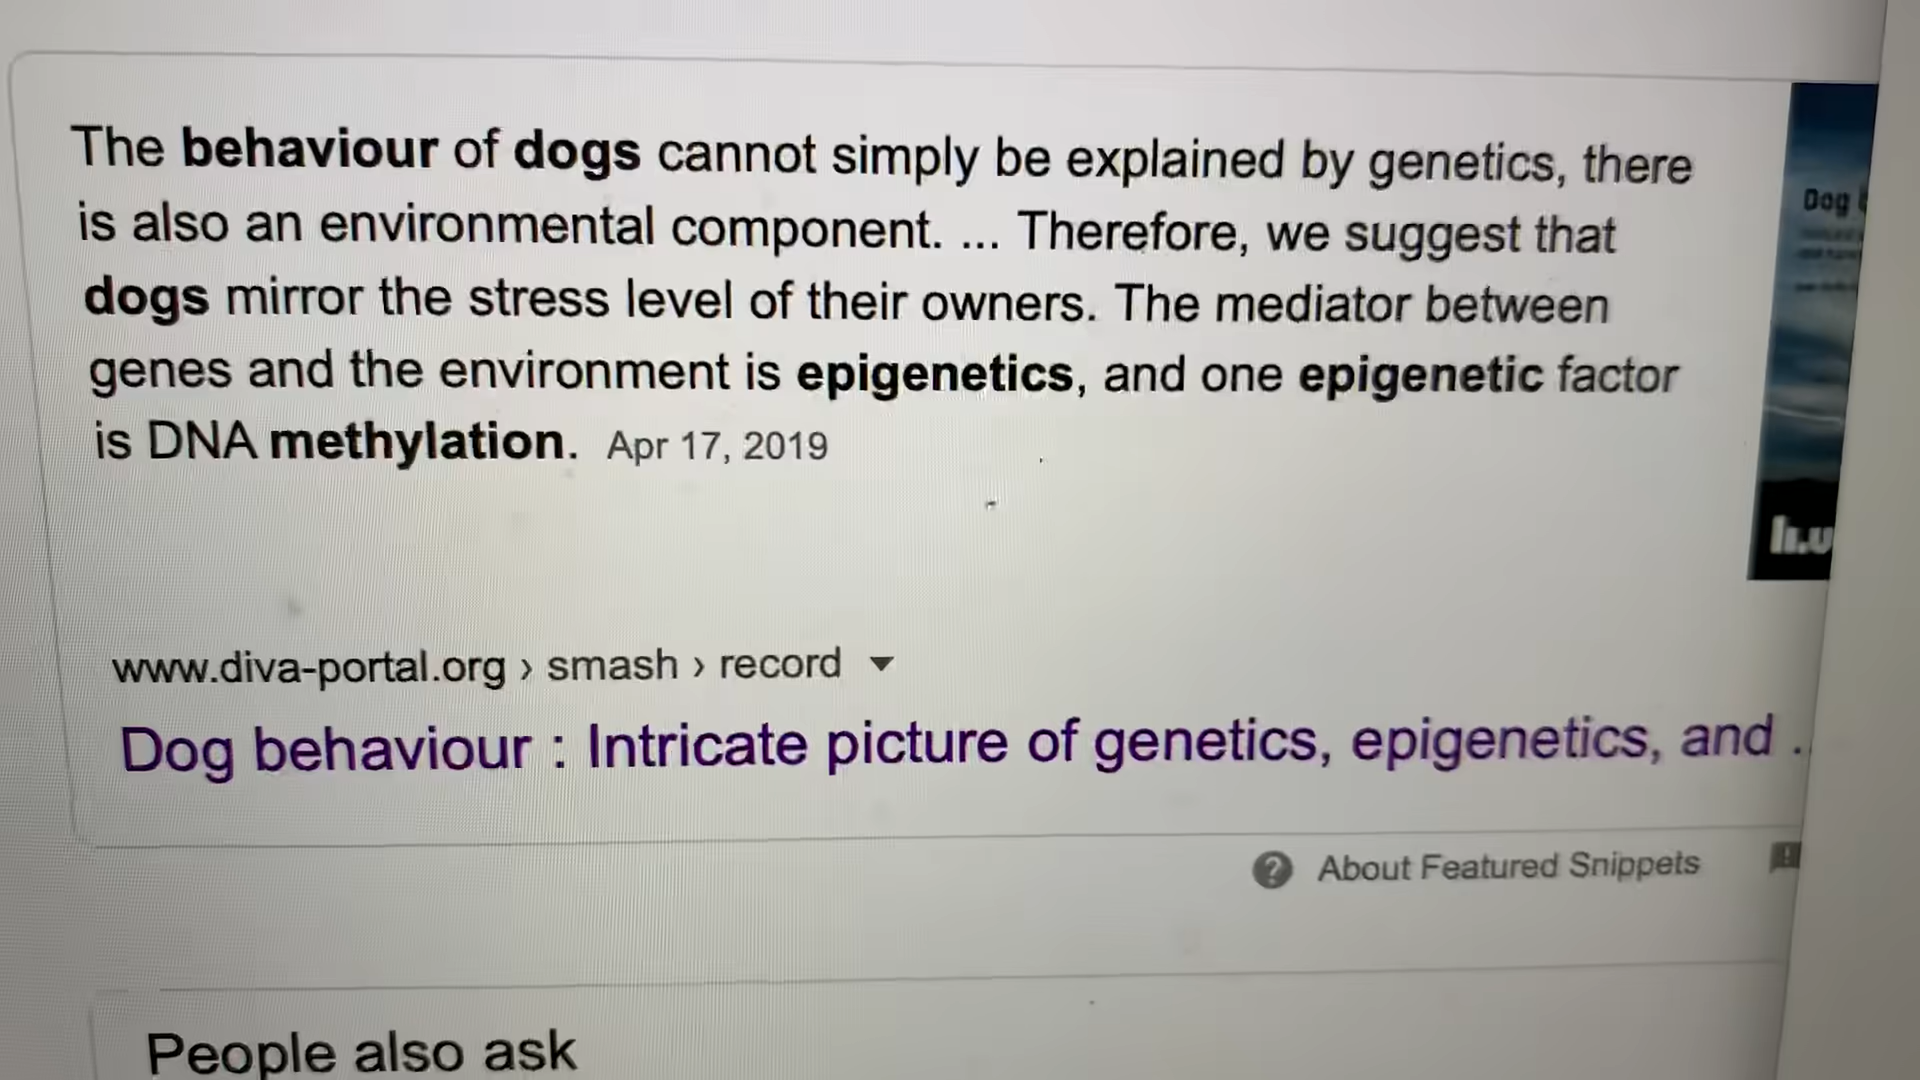 The behaviour of dogs cannot simply be explained by genetics, there
is also an environmental component. ... Therefore, we suggest that
dogs mirror the stress level of their owners. The mediator between
genes and the environment is epigenetics, and one epigenetic factor
is DNA methylation. Apr 17, 2019
Dog
www.diva-portal.org › smash › record
Dog behaviour : Intricate picture of genetics, epigenetics, and ..
About Featured Snippets
People also ask